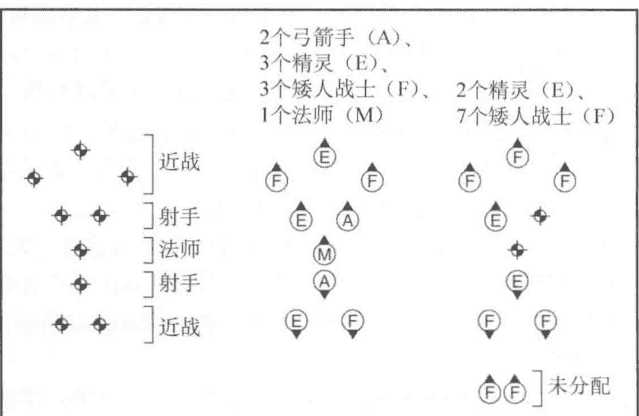 2个弓箭手（A）、
3个精灵（E）、
3个矮人战士（F）、
1个法师（M）
2个精灵（E）、
7个矮人战士（F）
近战
射手
法师
射手
近战
E
F F
E A
M
A
E F
F
F F
E
E
F F
F F
未分配